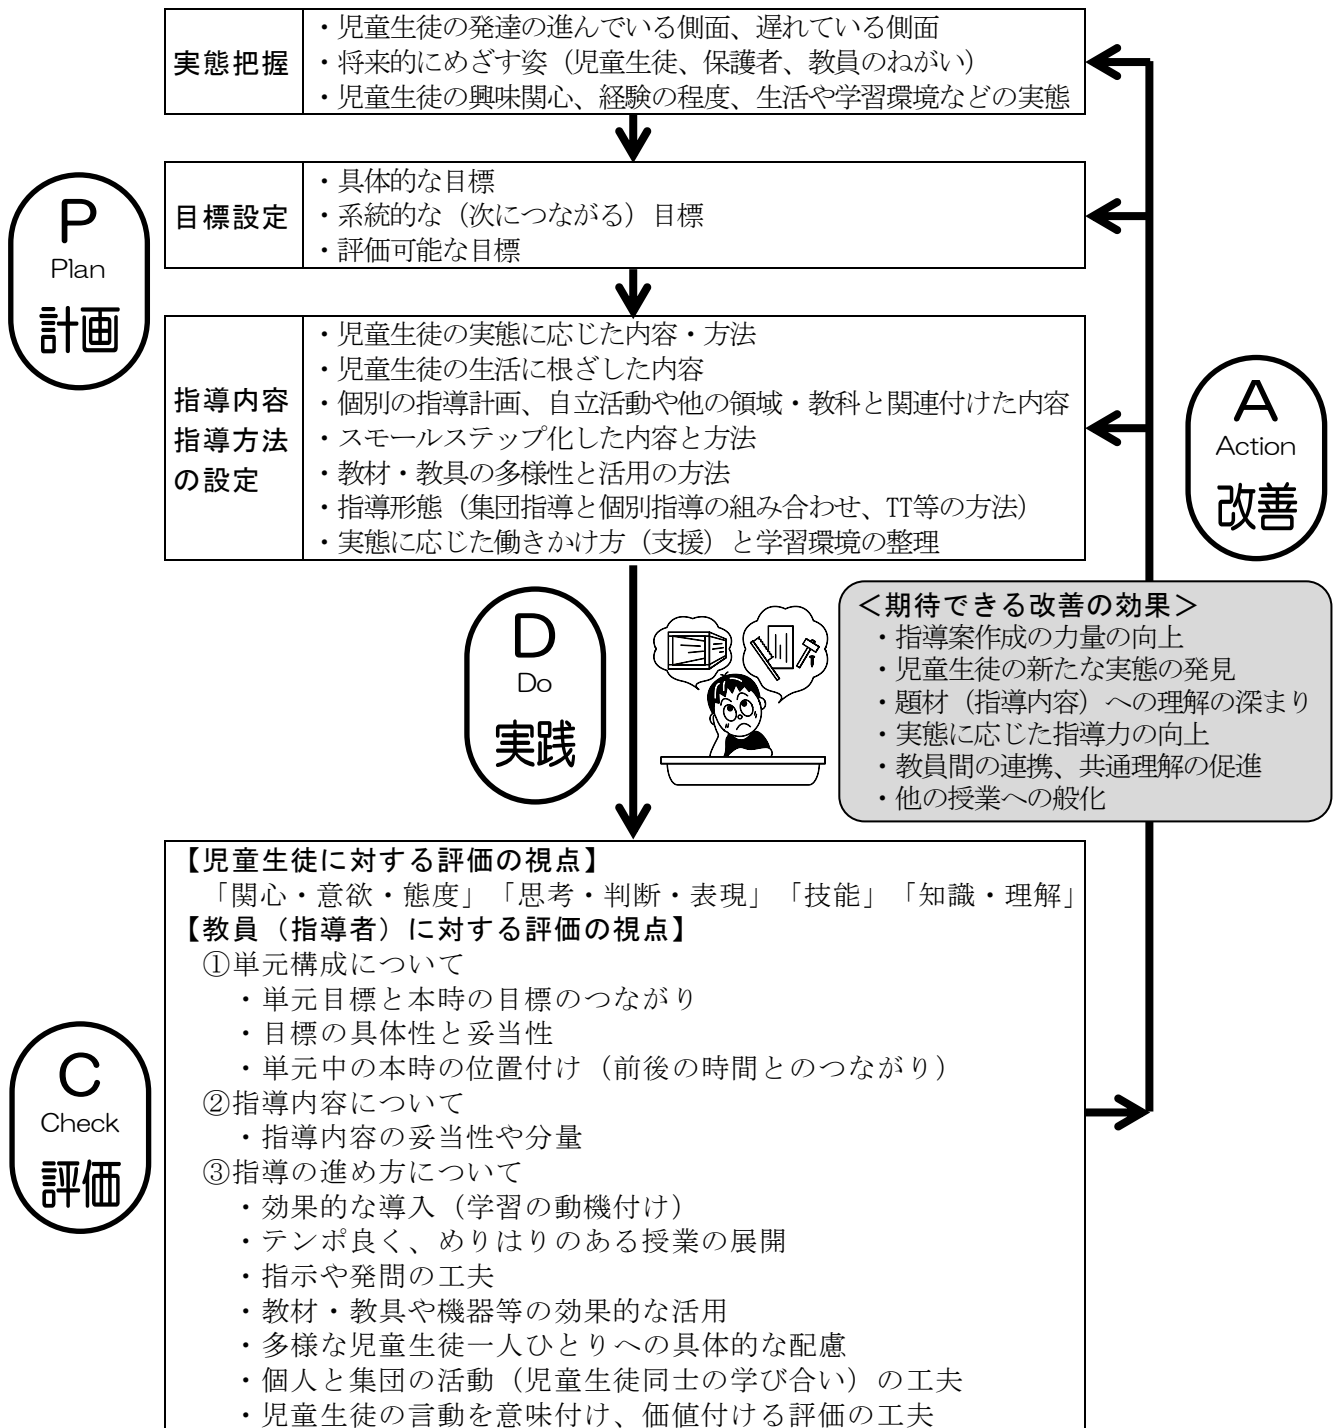 実態把握
・児童生徒の発達の進んでいる側面、遅れている側面
・将来的にめざす姿（児童生徒、保護者、教員のねがい）
・児童生徒の興味関心、経験の程度、生活や学習環境などの実態
P
Plan
計画
目標設定
・具体的な目標
・系統的な（次につながる）目標
・評価可能な目標
指導内容
指導方法
の設定
・児童生徒の実態に応じた内容・方法
・児童生徒の生活に根ざした内容
・個別の指導計画、自立活動や他の領域・教科と関連付けた内容
・スモールステップ化した内容と方法
・教材・教具の多様性と活用の方法
・指導形態（集団指導と個別指導の組み合わせ、TT等の方法）
・実態に応じた働きかけ方（支援）と学習環境の整理
A
Action
改善
D
Do
実践
＜期待できる改善の効果＞
・指導案作成の力量の向上
・児童生徒の新たな実態の発見
・題材（指導内容）への理解の深まり
・実態に応じた指導力の向上
・教員間の連携、共通理解の促進
・他の授業への般化
C
Check
評価
【児童生徒に対する評価の視点】
「関心・意欲・態度」「思考・判断・表現」「技能」「知識・理解」
【教員（指導者）に対する評価の視点】
①単元構成について
・単元目標と本時の目標のつながり
・目標の具体性と妥当性
・単元中の本時の位置付け（前後の時間とのつながり）
②指導内容について
・指導内容の妥当性や分量
③指導の進め方について
・効果的な導入（学習の動機付け）
・テンポ良く、めりはりのある授業の展開
・指示や発問の工夫
・教材・教具や機器等の効果的な活用
・多様な児童生徒一人ひとりへの具体的な配慮
・個人と集団の活動（児童生徒同士の学び合い）の工夫
・児童生徒の言動を意味付け、価値付ける評価の工夫